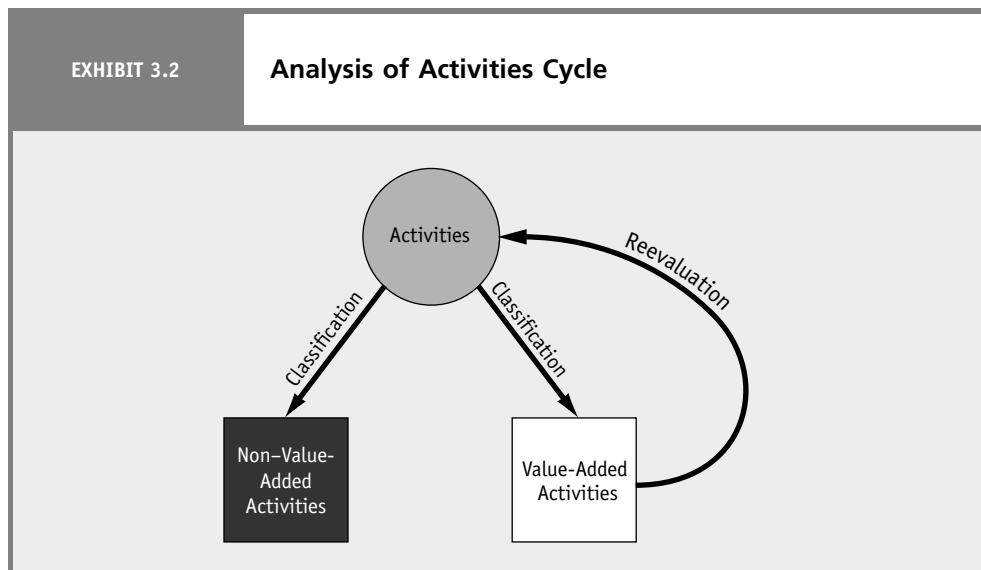 EXHIBIT 3.2
Analysis of Activities Cycle
Activities
Reevaluation
Classification
Classification
Non–Value-
Added
Activities
Value-Added
Activities